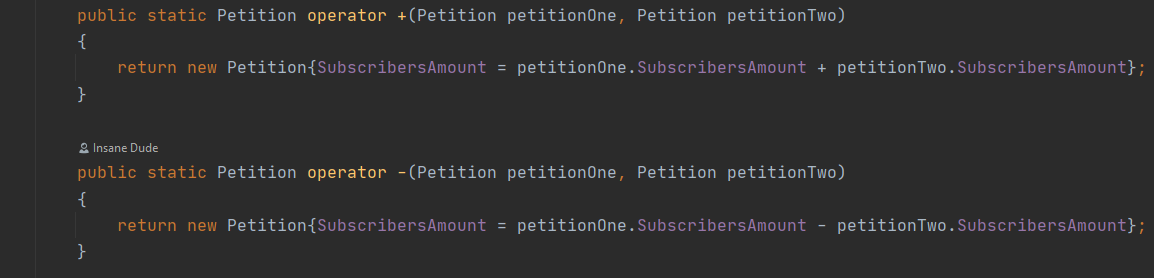 public static Petition operator +(Petition petitionOne, Petition petitionTwo)
{
return new Petition{SubscribersAmount = petitionOne.SubscribersAmount + petitionTwo.SubscribersAmount};
}
Insane Dude
public static Petition operator -(Petition petitionOne, Petition petitionTwo)
{
return new Petition{SubscribersAmount = petitionOne.SubscribersAmount - petitionTwo.SubscribersAmount};
}